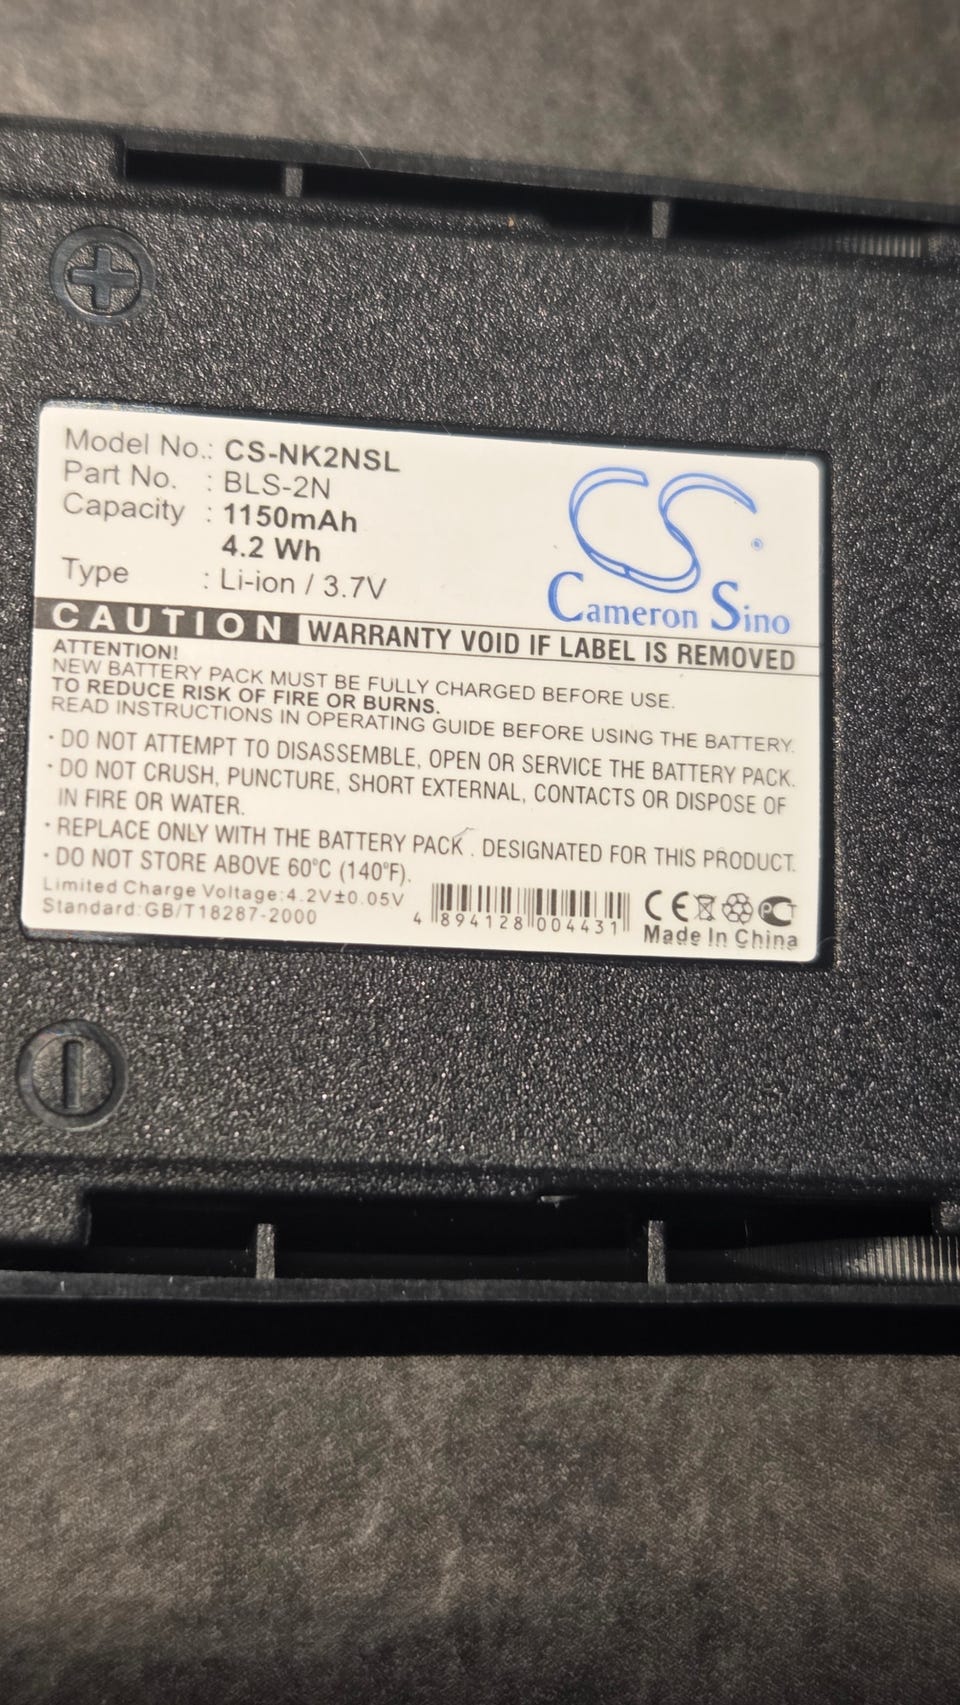 Model No.: CS-NK2NSL
Part No. : BLS-2N
Capacity : 1150mAh
4.2 Wh
Type : Li-ion / 3.7V
CS
®
Cameron Sino
CAUTION WARRANTY VOID IF LABEL IS REMOVED
ATTENTION!
NEW BATTERY PACK MUST BE FULLY CHARGED BEFORE USE.
TO REDUCE RISK OF FIRE OR BURNS.
READ INSTRUCTIONS IN OPERATING GUIDE BEFORE USING THE BATTERY.
· DO NOT ATTEMPT TO DISASSEMBLE, OPEN OR SERVICE THE BATTERY PACK.
· DO NOT CRUSH, PUNCTURE, SHORT EXTERNAL, CONTACTS OR DISPOSE OF
IN FIRE OR WATER.
· REPLACE ONLY WITH THE BATTERY PACK . DESIGNATED FOR THIS PRODUCT.
· DO NOT STORE ABOVE 60°C (140°F).
Limited Charge Voltage:4.2V±0.05V
Standard:GB/T18287-2000
4 894128 004431
CE PCT
Made In China